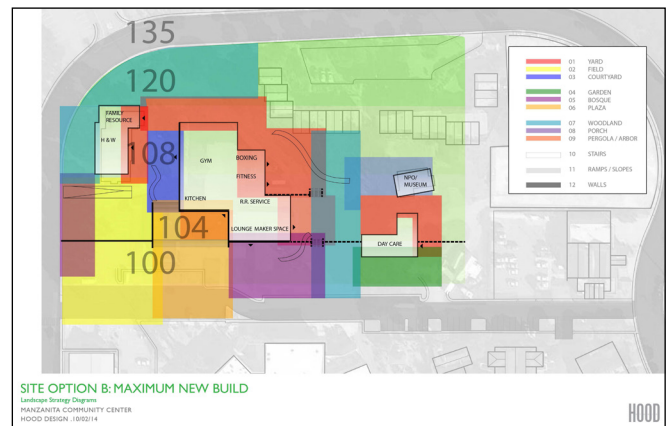 135
120
108
104
100
FAMILY
RESOURCE
H & W
GYM
BOXING
FITNESS
KITCHEN
R.R. SERVICE
LOUNGE MAKER SPACE
NPO/
MUSEUM
DAY CARE
01 YARD
02 FIELD
03 COURTYARD
04 GARDEN
05 BOSQUE
06 PLAZA
07 WOODLAND
08 PORCH
09 PERGOLA / ARBOR
10 STAIRS
11 RAMPS / SLOPES
12 WALLS
SITE OPTION B: MAXIMUM NEW BUILD
Landscape Strategy Diagrams
MANZANITA COMMUNITY CENTER
HOOD DESIGN .10/02/14
HOOD